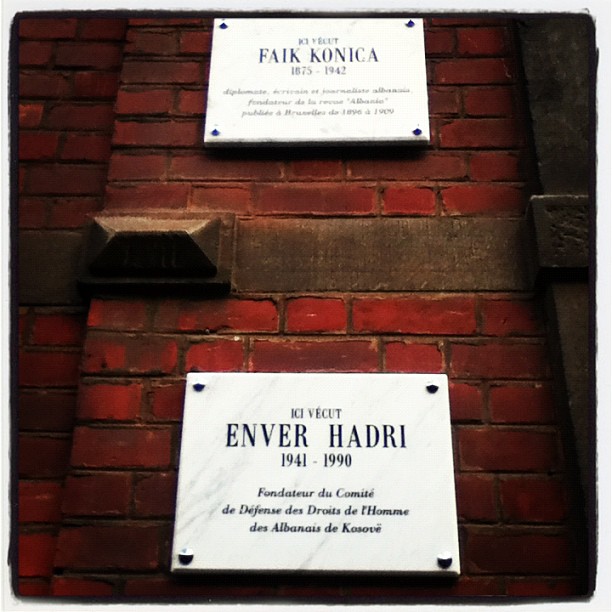 ICI VÉCUT
FAIK KONICA
1875 - 1942
diplomate, écrivain et journaliste albanais,
fondateur de la revue "Albania"
publiée à Bruxelles de 1896 à 1909
ICI VÉCUT
ENVER HADRI
1941 - 1990
Fondateur du Comité
de Défense des Droits de l'Homme
des Albanais de Kosovë